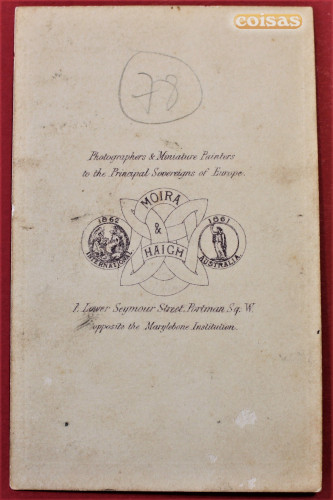 coisas
78
Photographers & Miniature Painters
to the Principal Sovereigns of Europe.
MOIRA
&
HAIGH
1862
INTERNATIONAL
1861
AUSTRALIA
1, Lower Seymour Street, Portman Sq. W.
opposite the Marylebone Institution.